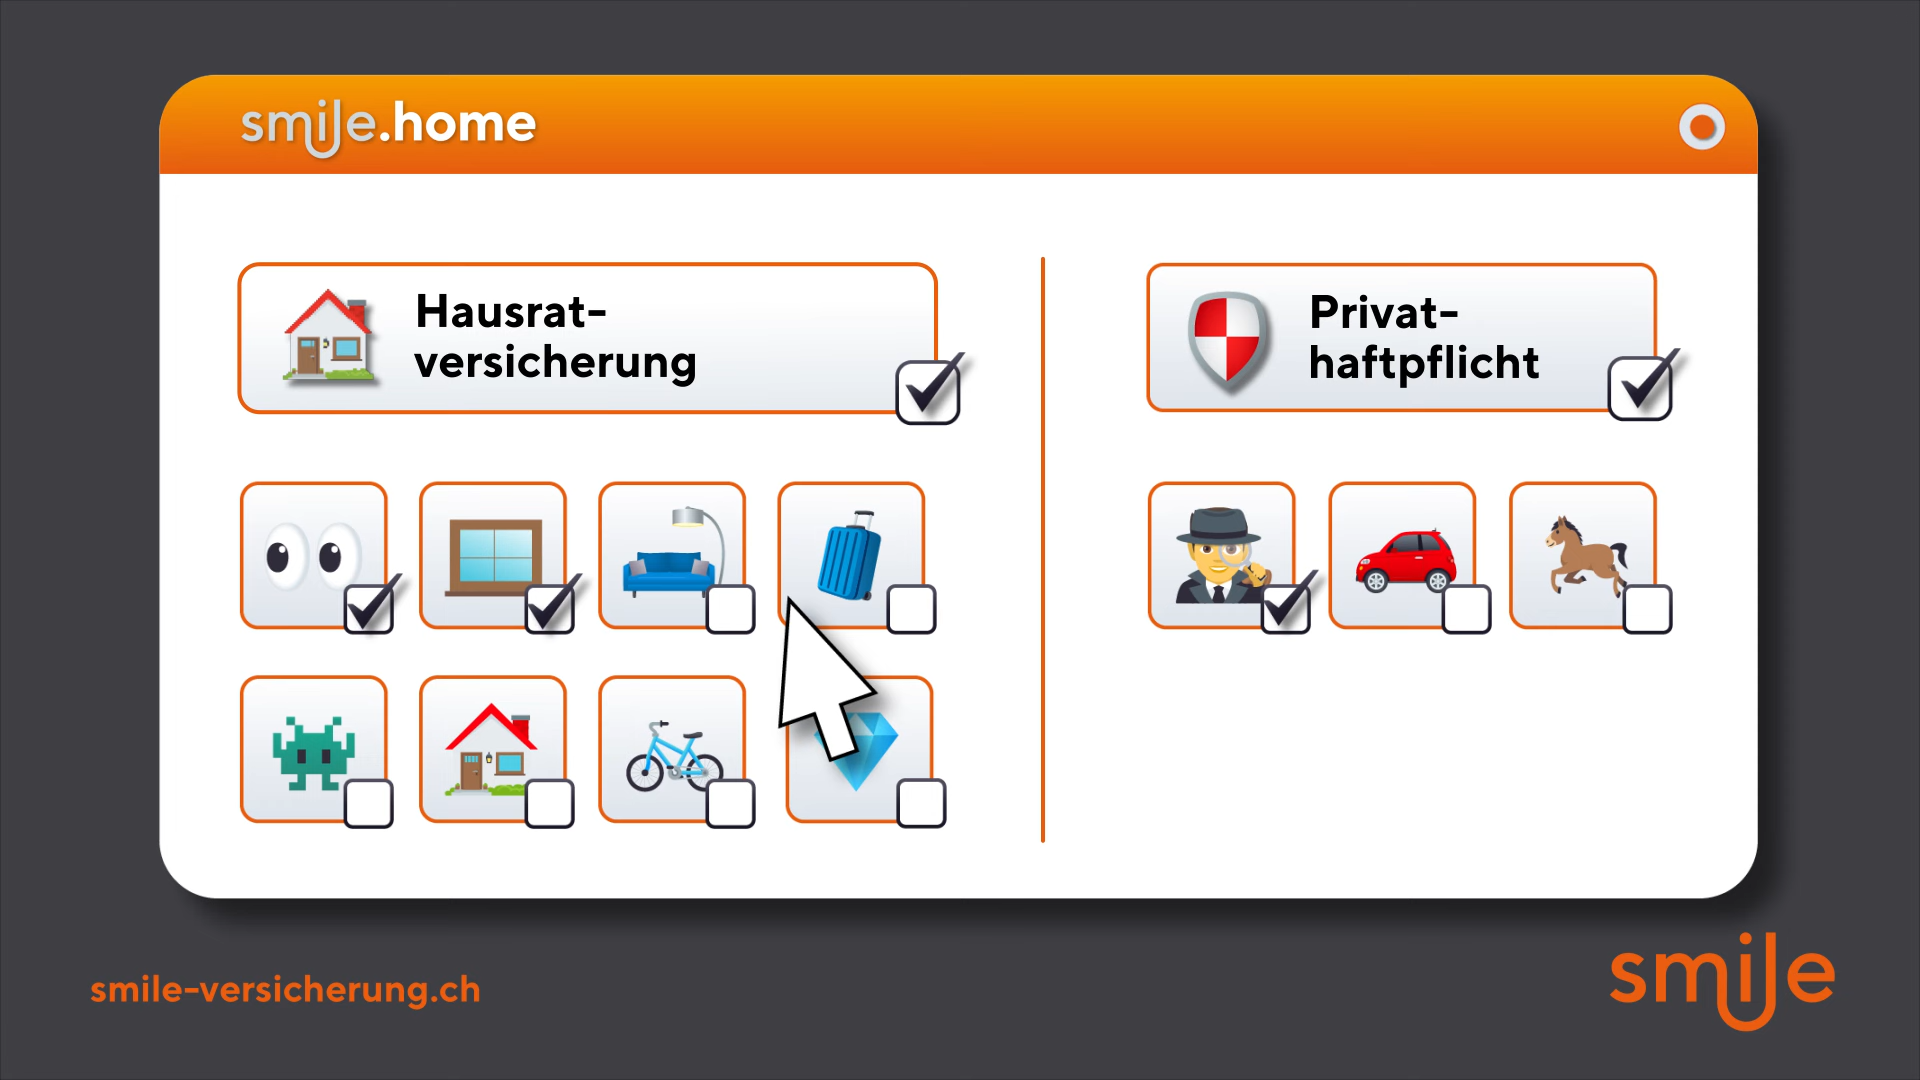 smile.home
Hausrat-
versicherung
Privat-
haftpflicht
smile-versicherung.ch
smile